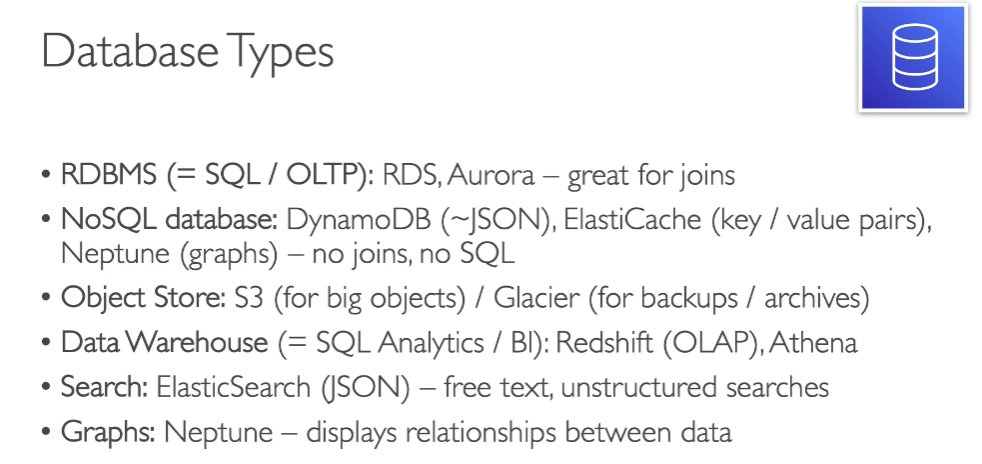 Database Types
• RDBMS (= SQL / OLTP): RDS, Aurora – great for joins
• NoSQL database: DynamoDB (~JSON), ElastiCache (key / value pairs),
Neptune (graphs) – no joins, no SQL
• Object Store: S3 (for big objects) / Glacier (for backups / archives)
• Data Warehouse (= SQL Analytics / BI): Redshift (OLAP), Athena
• Search: ElasticSearch (JSON) – free text, unstructured searches
• Graphs: Neptune – displays relationships between data